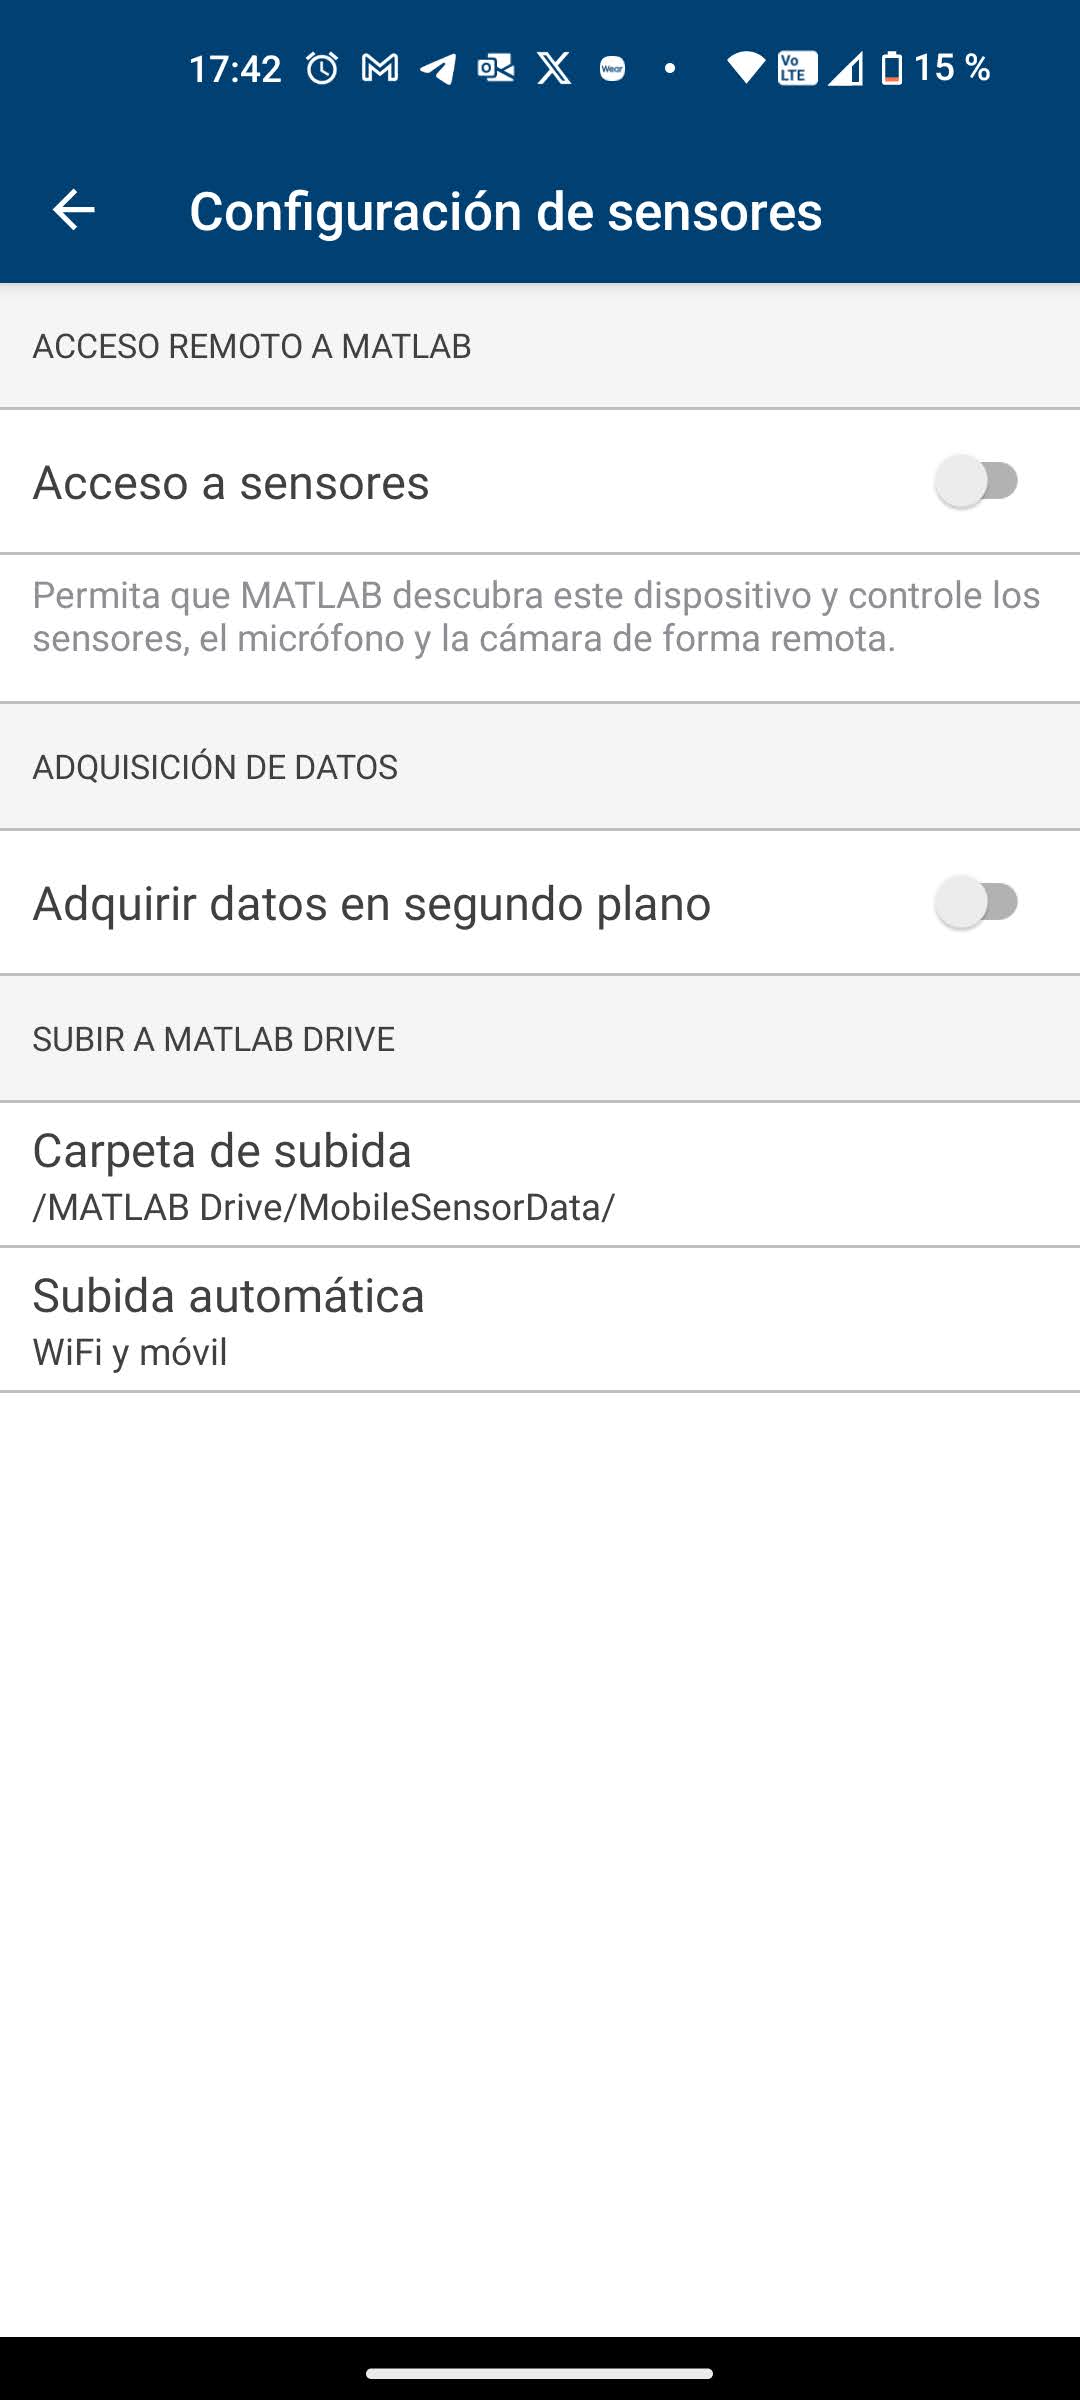 17:42 Vo LTE 15 %
Configuración de sensores
ACCESO REMOTO A MATLAB
Acceso a sensores
Permita que MATLAB descubra este dispositivo y controle los
sensores, el micrófono y la cámara de forma remota.
ADQUISICIÓN DE DATOS
Adquirir datos en segundo plano
SUBIR A MATLAB DRIVE
Carpeta de subida
/MATLAB Drive/MobileSensorData/
Subida automática
WiFi y móvil